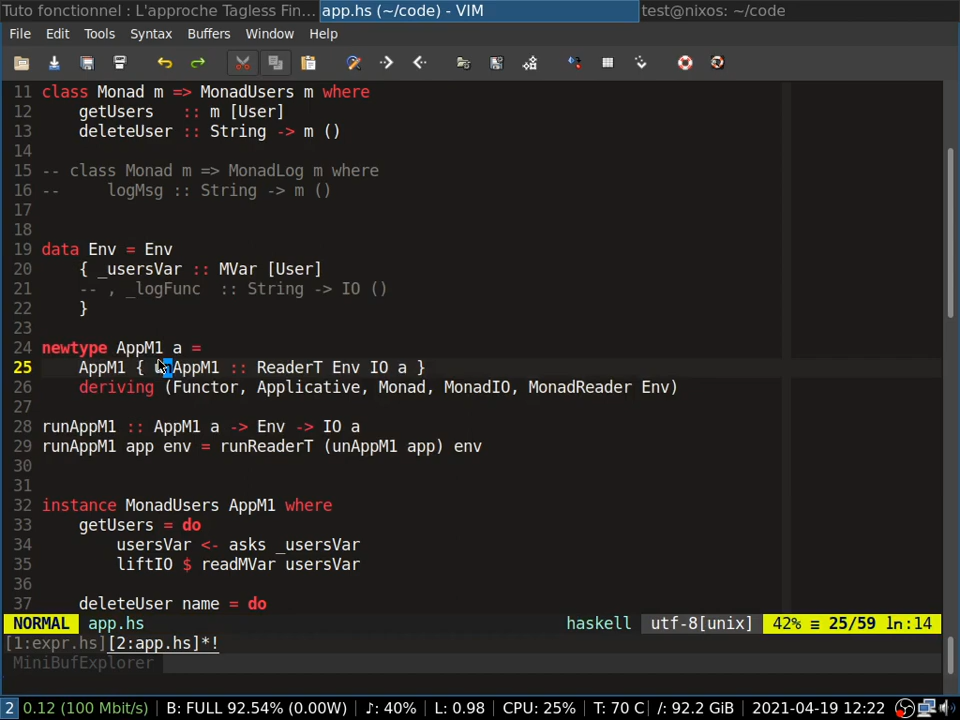 Tuto fonctionnel : L'approche Tagless Fin... app.hs (~/code) - VIM test@nixos: ~/code
File Edit Tools Syntax Buffers Window Help
11 class Monad m => MonadUsers m where
12     getUsers   :: m [User]
13     deleteUser :: String -> m ()
14
15 -- class Monad m => MonadLog m where
16 --     logMsg :: String -> m ()
17
18
19 data Env = Env
20     { _usersVar :: MVar [User]
21     -- , _logFunc  :: String -> IO ()
22     }
23
24 newtype AppM1 a =
25     AppM1 { unAppM1 :: ReaderT Env IO a }
26     deriving (Functor, Applicative, Monad, MonadIO, MonadReader Env)
27
28 runAppM1 :: AppM1 a -> Env -> IO a
29 runAppM1 app env = runReaderT (unAppM1 app) env
30
31
32 instance MonadUsers AppM1 where
33     getUsers = do
34         usersVar <- asks _usersVar
35         liftIO $ readMVar usersVar
36
37     deleteUser name = do
NORMAL app.hs haskell utf-8[unix] 42% ≡ 25/59 ln:14
[1:expr.hs][2:app.hs]*!
MiniBufExplorer
2 0.12 (100 Mbit/s) B: FULL 92.54% (0.00W) ♪: 40% L: 0.98 CPU: 25% T: 70 C /: 92.2 GiB 2021-04-19 12:22